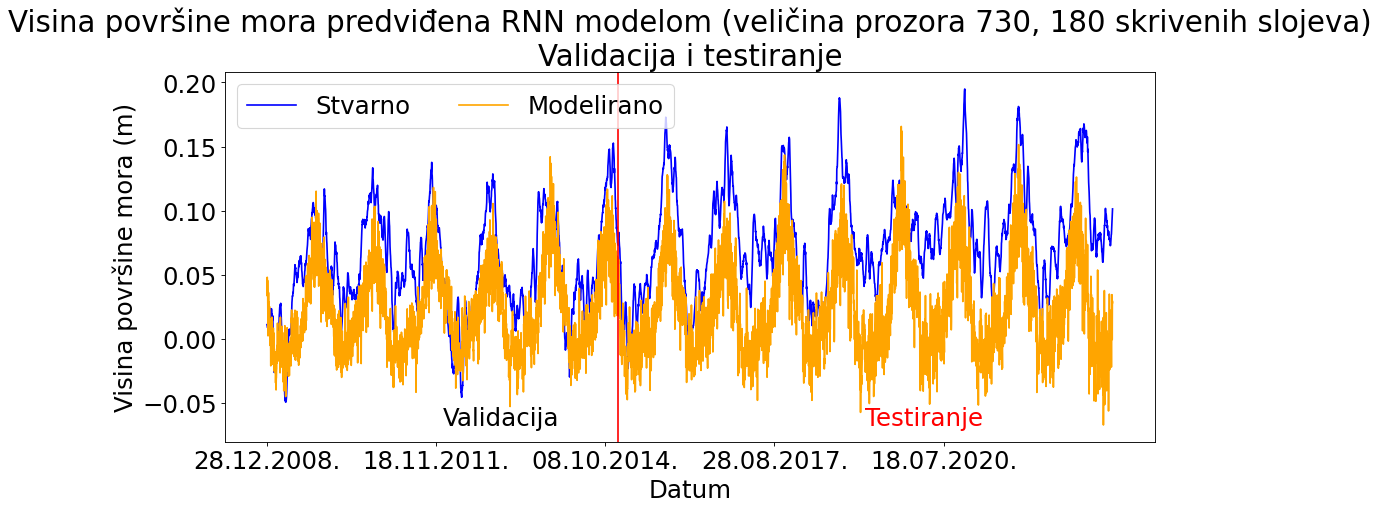 Visina površine mora predviđena RNN modelom (veličina prozora 730, 180 skrivenih slojeva)
Validacija i testiranje
Stvarno
Modelirano
Visina površine mora (m)
0.20
0.15
0.10
0.05
0.00
−0.05
Validacija
Testiranje
28.12.2008.
18.11.2011.
08.10.2014.
28.08.2017.
18.07.2020.
Datum